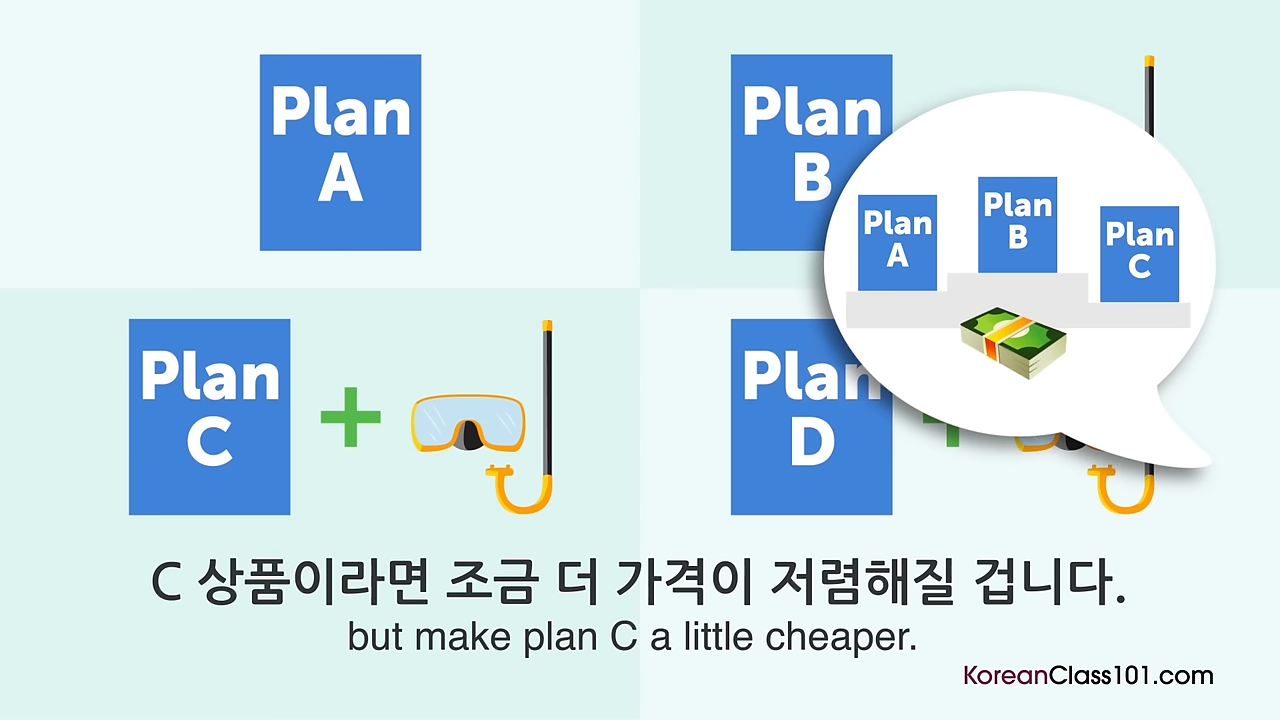 Plan
A
Plan
B
Plan
A
Plan
B
Plan
C
Plan
C
Plan
D
C 상품이라면 조금 더 가격이 저렴해질 겁니다.
but make plan C a little cheaper.
KoreanClass101.com